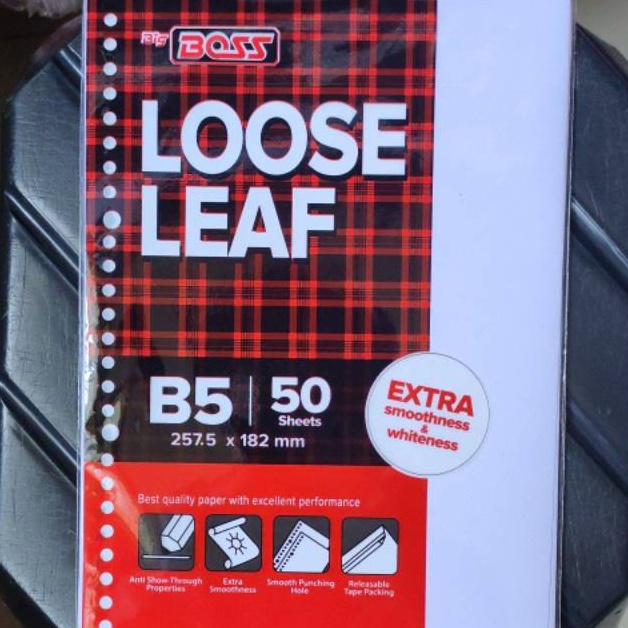 BIG BOSS
LOOSE
LEAF
B5
50
Sheets
257.5 x 182 mm
EXTRA
smoothness
&
whiteness
Best quality paper with excellent performance
Anti Show-Through
Properties
Extra
Smoothness
Smooth Punching
Hole
Releasable
Tape Packing